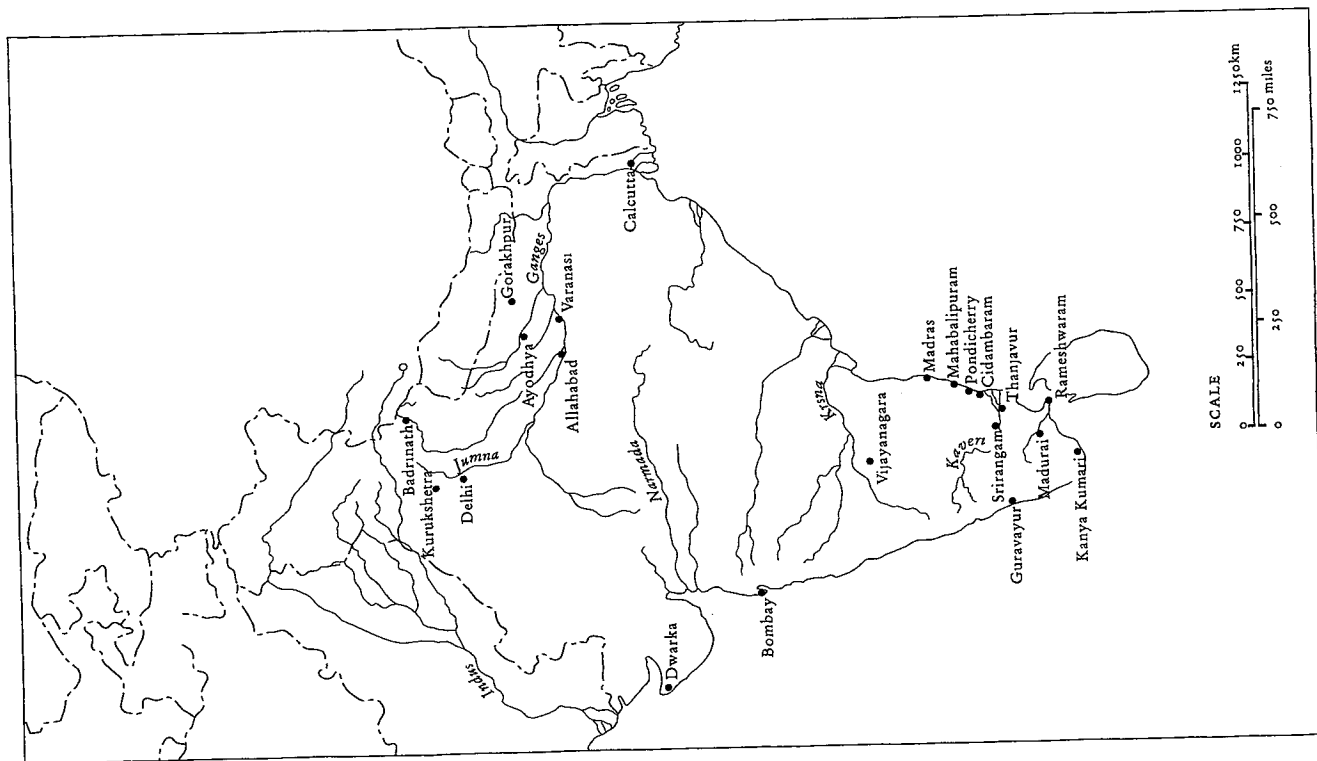 Badrinath
Kurukshetra
Delhi
Jumna
Indus
Gorakhpur
Ayodhya
Ganges
Varanasi
Allahabad
Calcutta
Dwarka
Narmada
Bombay
Krsna
Vijayanagara
Madras
Mahabalipuram
Pondicherry
Cidambaram
Kaveri
Srirangam
Thanjavur
Guravayur
Madurai
Rameshwaram
Kanya Kumari
SCALE
0 250 500 750 1000 1250km
0 250 500 750 miles